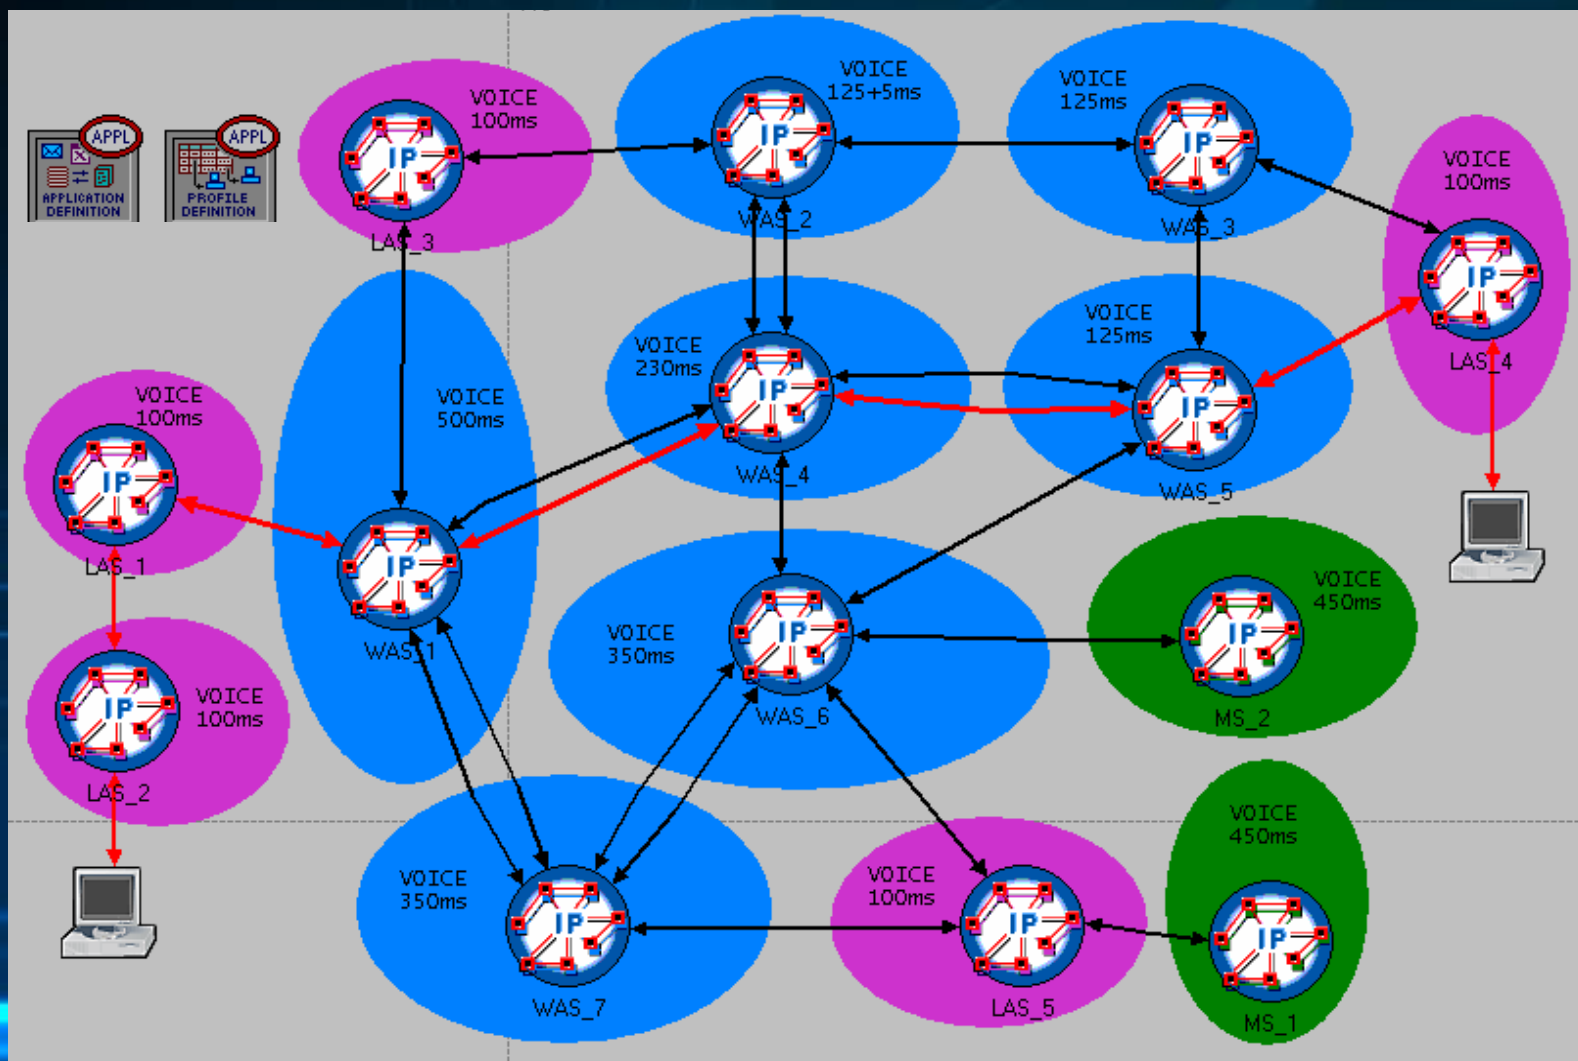 VOICE
125+5ms
VOICE
125ms
VOICE
100ms
APPL
APPL
IP
IP
IP
VOICE
100ms
APPLICATION
DEFINITION
PROFILE
DEFINITION
WAS_2
WAS_3
LAS_3
IP
VOICE
125ms
VOICE
230ms
LAS_4
VOICE
100ms
VOICE
500ms
IP
IP
WAS_4
WAS_5
IP
LAS_1
IP
WAS_1
VOICE
450ms
VOICE
350ms
IP
IP
VOICE
100ms
IP
WAS_6
MS_2
LAS_2
VOICE
450ms
VOICE
350ms
VOICE
100ms
IP
IP
IP
WAS_7
LAS_5
MS_1